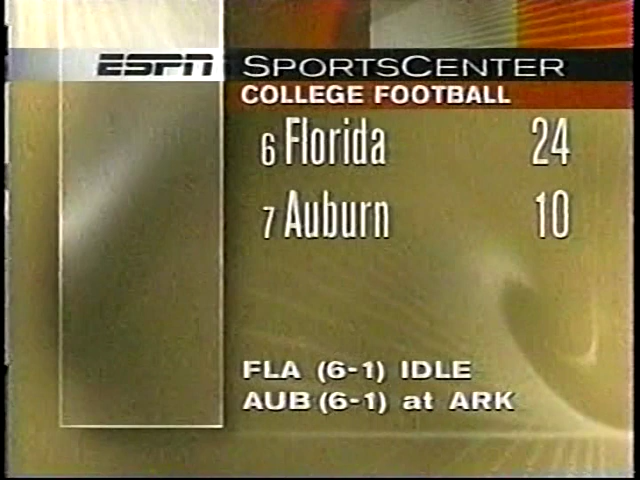 ESPN SPORTSCENTER
COLLEGE FOOTBALL
6 Florida 24
7 Auburn 10
FLA (6-1) IDLE
AUB (6-1) at ARK